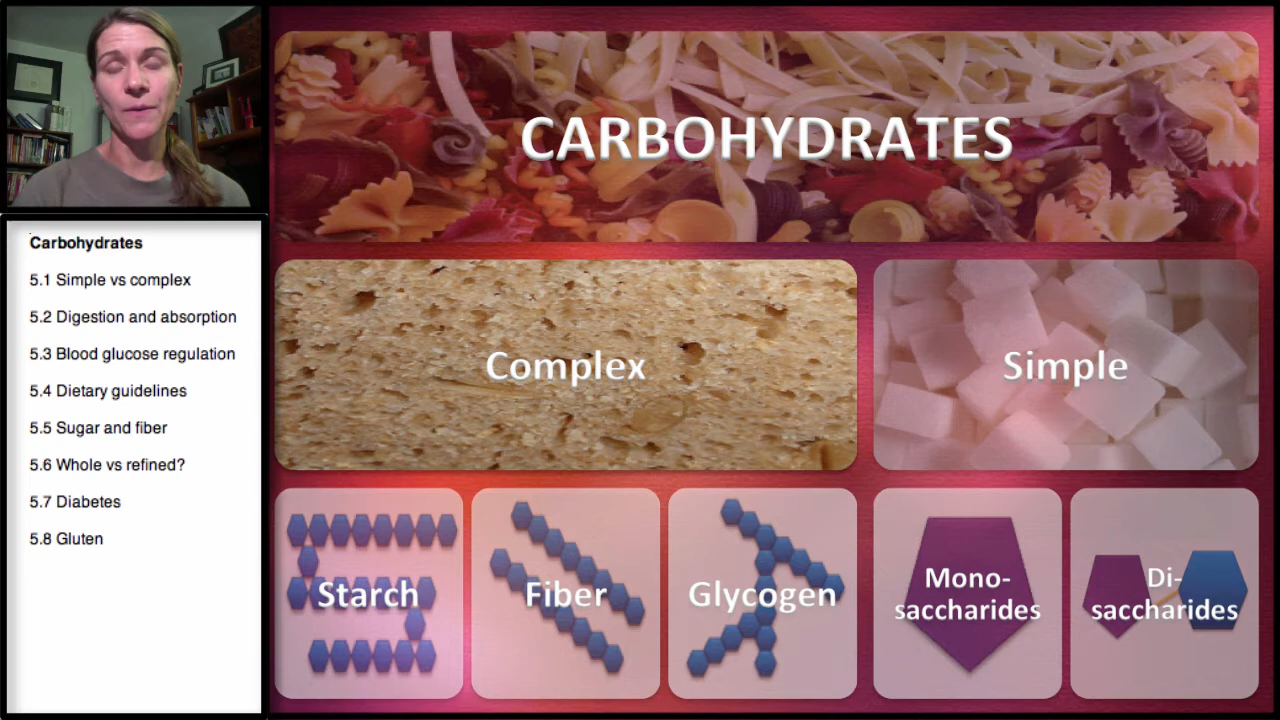 Carbohydrates
5.1 Simple vs complex
5.2 Digestion and absorption
5.3 Blood glucose regulation
5.4 Dietary guidelines
5.5 Sugar and fiber
5.6 Whole vs refined?
5.7 Diabetes
5.8 Gluten
CARBOHYDRATES
Complex
Simple
Starch
Fiber
Glycogen
Mono-
saccharides
Di-
saccharides